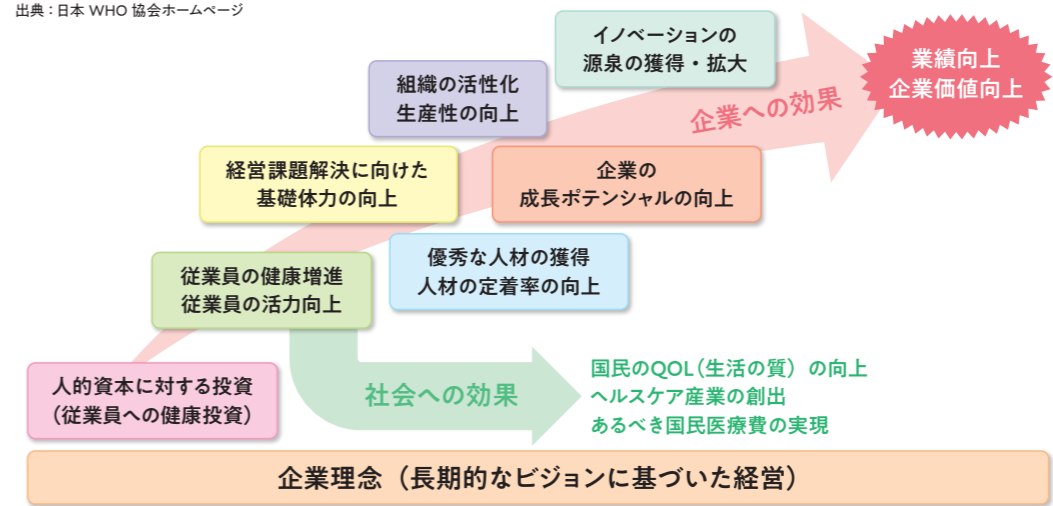 出典：日本 WHO 協会ホームページ
イノベーションの
源泉の獲得・拡大
業績向上
企業価値向上
組織の活性化
生産性の向上
企業への効果
経営課題解決に向けた
基礎体力の向上
企業の
成長ポテンシャルの向上
優秀な人材の獲得
人材の定着率の向上
従業員の健康増進
従業員の活力向上
人的資本に対する投資
（従業員への健康投資）
社会への効果
国民のQOL（生活の質）の向上
ヘルスケア産業の創出
あるべき国民医療費の実現
企業理念（長期的なビジョンに基づいた経営）